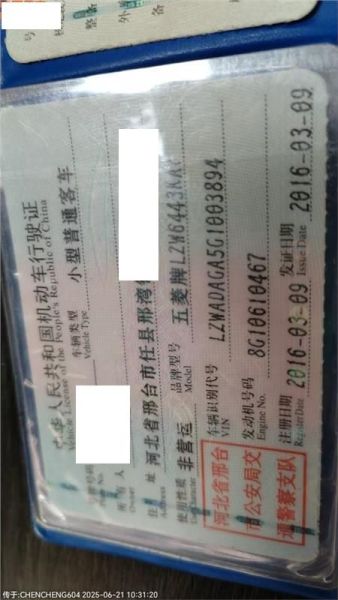 中华人民共和国机动车行驶证
Vehicle License of the People's Republic of China
车辆类型 小型普通客车
Vehicle Type
所有人
Owner
住址 河北省邢台市任县邢湾
使用性质 非营运 品牌型号 五菱牌LZW6443KAF
Use Character Model
河北省邢台
市公安局交
通警察支队
车辆识别代号 LZWADAGA5G1003894
VIN
发动机号码 8G10610467
Engine No.
注册日期 2016-03-09 发证日期 2016-03-09
Register Date Issue Date
传于:CHENCHENG604 2025-06-21 10:31:20